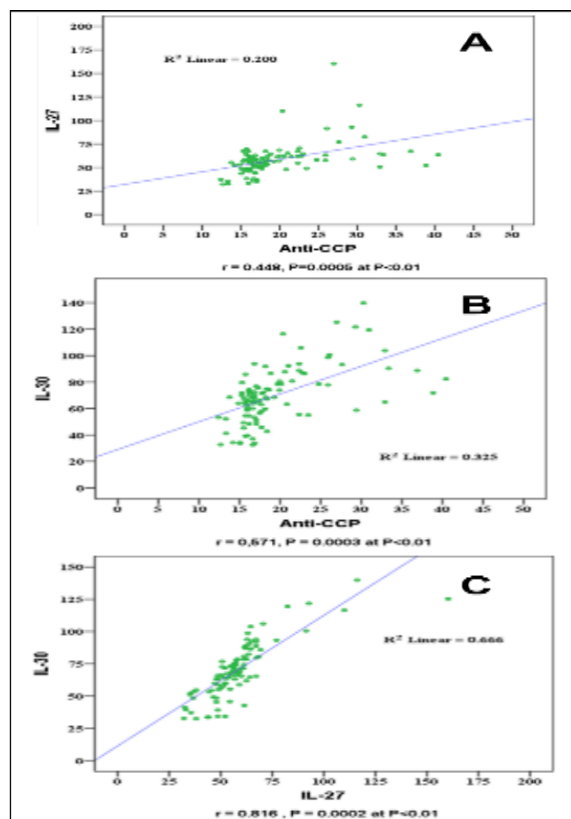 A
R² Linear = 0.200
200
175
150
125
100
75
50
25
0
IL-27
0 5 10 15 20 25 30 35 40 45 50
Anti-CCP
r = 0.448, P=0.0005 at P<0.01
B
140
120
100
80
60
40
20
0
IL-30
R² Linear = 0.325
0 5 10 15 20 25 30 35 40 45 50
Anti-CCP
r = 0,571, P = 0.0003 at P<0.01
C
150
125
100
75
50
25
0
IL-30
R² Linear = 0.666
0 25 50 75 100 125 150 175 200
IL-27
r = 0.816 , P = 0.0002 at P<0.01